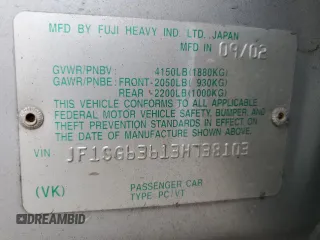 MFD BY FUJI HEAVY IND. LTD. JAPAN
MFD IN 09/02
GVWR/PNBV 4150LB(1880KG)
GAWR/PNBE: FRONT-2050LB( 930KG)
REAR -2200LB(1000KG)
THIS VEHICLE CONFORMS TO ALL APPLICABLE
FEDERAL MOTOR VEHICLE SAFETY, BUMPER AND
THEFT PREVENTION STANDARDS IN EFFECT ON
THE DATE OF MANUFACTURE SHOWN ABOVE.
VIN JF1SG63613H738103
(VK) PASSENGER CAR
TYPE: PC/VT
DREAMBID